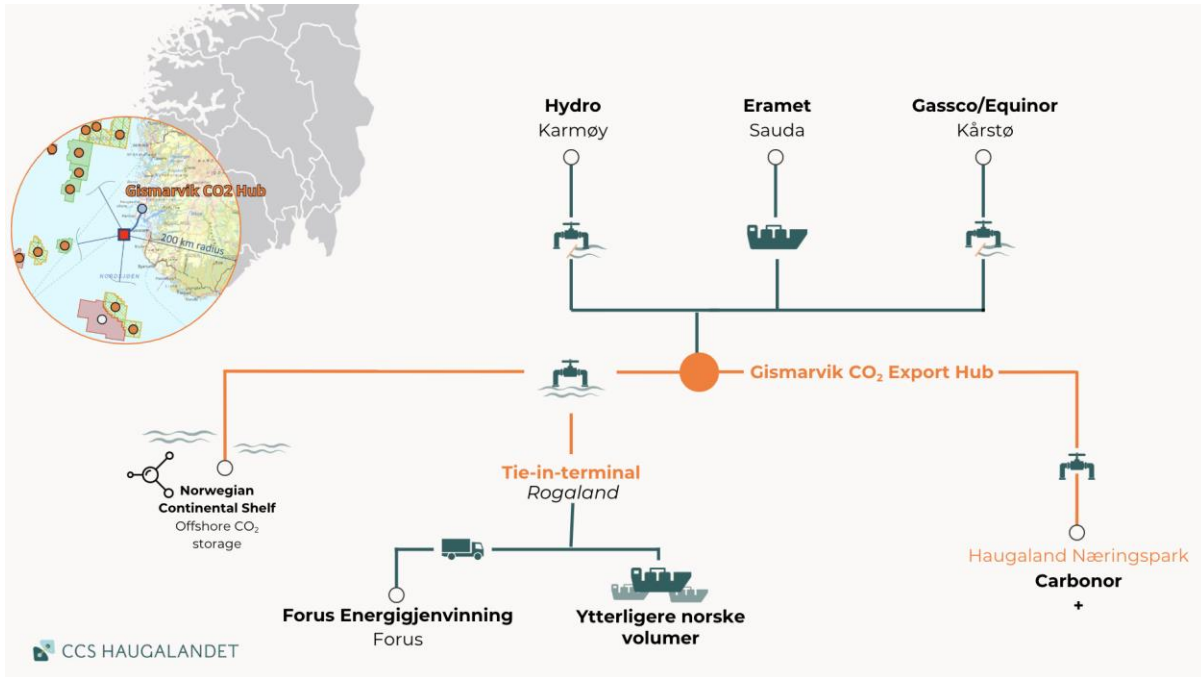 Hydro
Karmøy
Eramet
Sauda
Gassco/Equinor
Kårstø
Gismarvik CO2 Hub
200 km radius
NORDSJØEN
Gismarvik CO₂ Export Hub
Tie-in-terminal
Rogaland
Norwegian
Continental Shelf
Offshore CO₂
storage
Haugaland Næringspark
Carbonor
+
Forus Energigjenvinning
Forus
Ytterligere norske
volumer
CCS HAUGALANDET